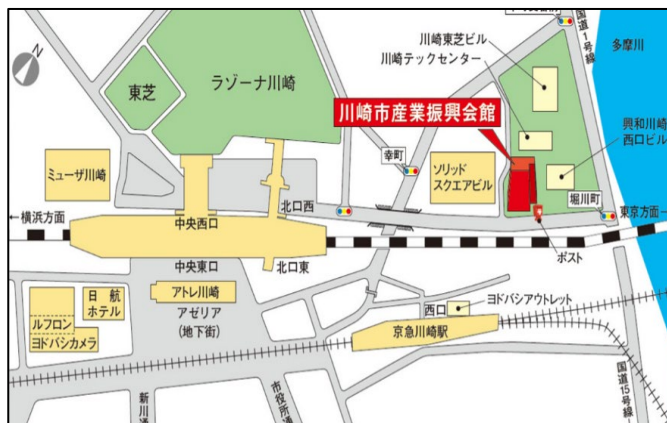 国道1号線
多摩川
N
川崎東芝ビル
川崎テックセンター
ラゾーナ川崎
東芝
川崎市産業振興会館
興和川崎
西口ビル
幸町
ミューザ川崎
ソリッド
スクエアビル
堀川町
北口西
←横浜方面
中央西口
東京方面→
ポスト
中央東口
北口東
アトレ川崎
日航
ホテル
アゼリア
(地下街)
西口
ヨドバシアウトレット
ルフロン
ヨドバシカメラ
京急川崎駅
新川通
市役所通
国道15号線